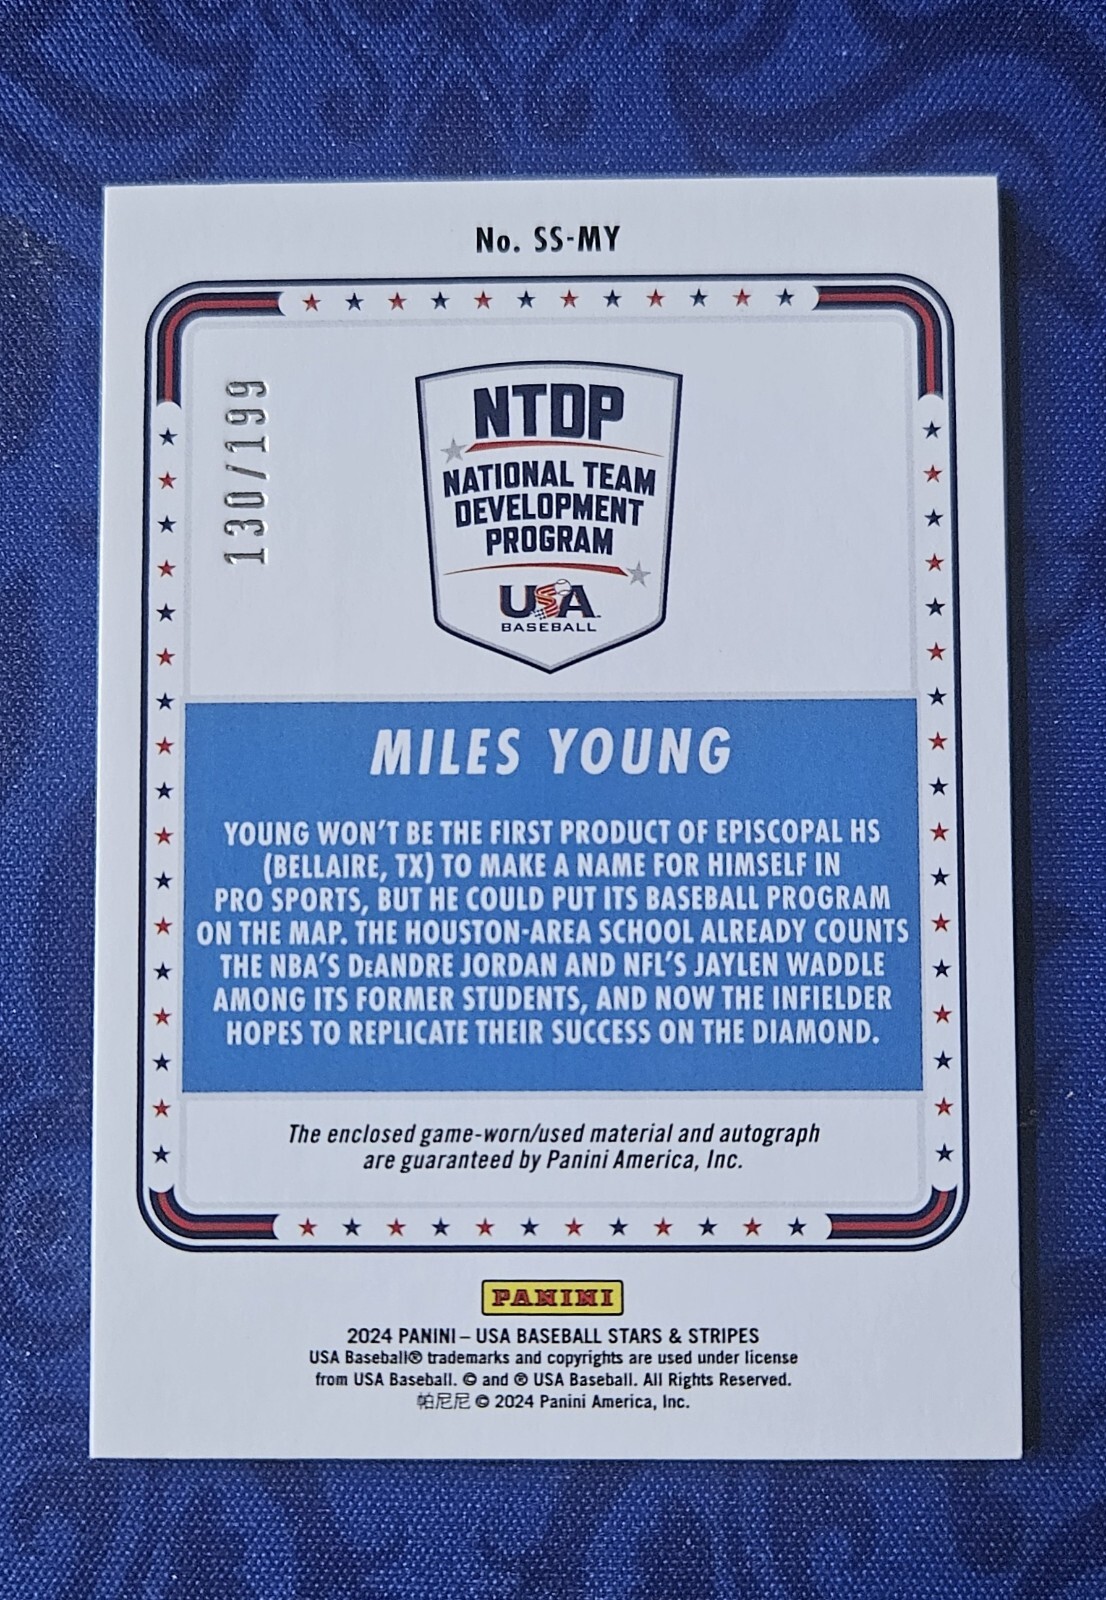 No. SS-MY
130/199
NTDP
NATIONAL TEAM
DEVELOPMENT
PROGRAM
USA
BASEBALL
MILES YOUNG
YOUNG WON'T BE THE FIRST PRODUCT OF EPISCOPAL HS
(BELLAIRE, TX) TO MAKE A NAME FOR HIMSELF IN
PRO SPORTS, BUT HE COULD PUT ITS BASEBALL PROGRAM
ON THE MAP. THE HOUSTON-AREA SCHOOL ALREADY COUNTS
THE NBA'S DeANDRE JORDAN AND NFL'S JAYLEN WADDLE
AMONG ITS FORMER STUDENTS, AND NOW THE INFIELDER
HOPES TO REPLICATE THEIR SUCCESS ON THE DIAMOND.
The enclosed game-worn/used material and autograph
are guaranteed by Panini America, Inc.
PANINI
2024 PANINI – USA BASEBALL STARS & STRIPES
USA Baseball® trademarks and copyrights are used under license
from USA Baseball. © and ® USA Baseball. All Rights Reserved.
帕尼尼 © 2024 Panini America, Inc.